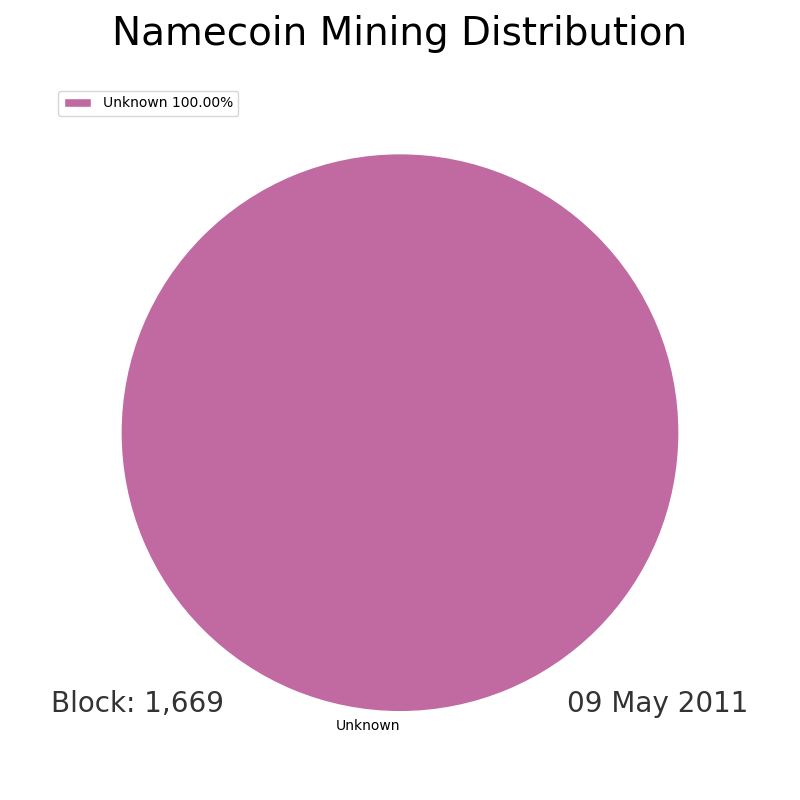 Namecoin Mining Distribution
Unknown 100.00%
Block: 1,669
09 May 2011
Unknown